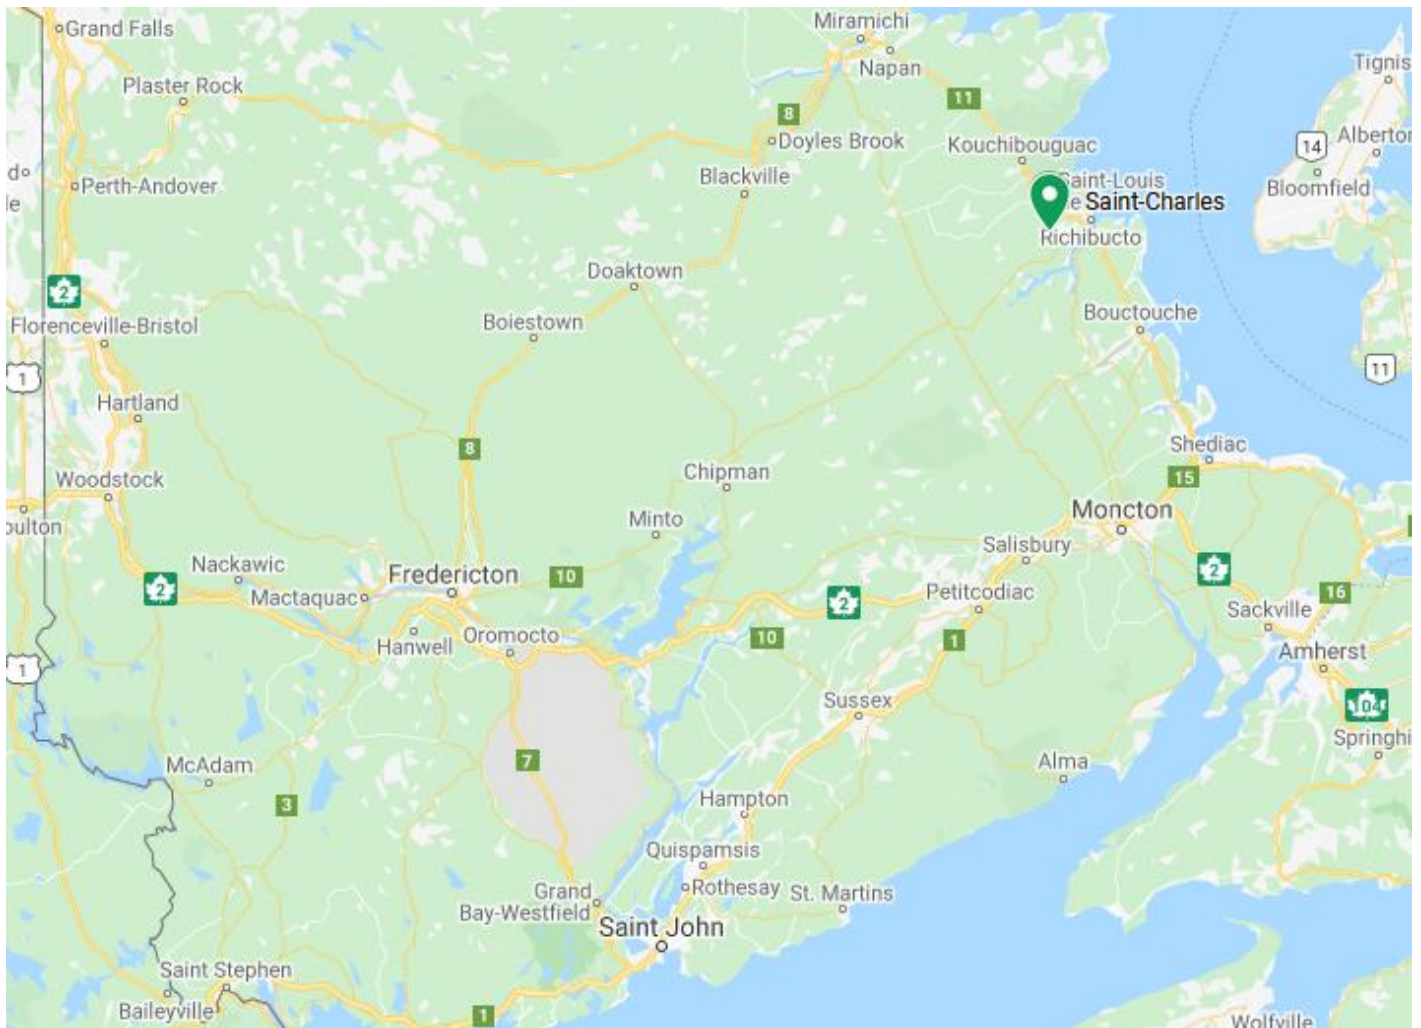 Grand Falls
Miramichi
Napan
Tignis
Plaster Rock
11
8
Doyles Brook
Kouchibouguac
14
Alberton
Perth-Andover
Blackville
Saint-Louis
Bloomfield
Saint-Charles
Richibucto
Doaktown
2
Florenceville-Bristol
Boiestown
Bouctouche
1
11
Hartland
8
Shediac
Woodstock
Chipman
15
oulton
Minto
Moncton
Salisbury
Nackawic
Fredericton
10
2
2
Mactaquac
2
Petitcodiac
16
Sackville
Hanwell
Oromocto
10
1
Amherst
1
Sussex
104
Springhi
McAdam
7
Alma
3
Hampton
Quispamsis
Rothesay
St. Martins
Grand
Bay-Westfield
Saint John
Saint Stephen
Baileyville
1
Wolfville